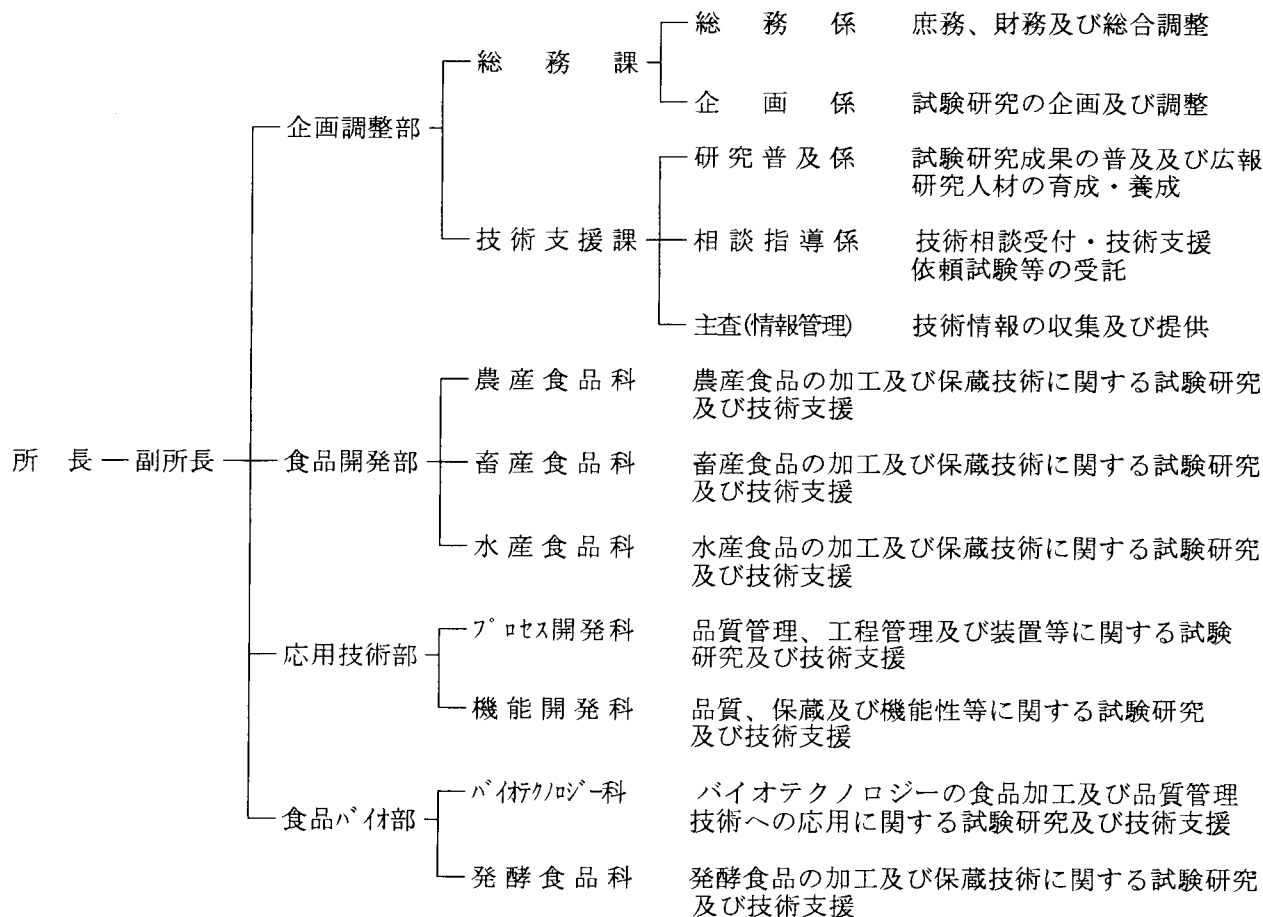 総務係 庶務、財務及び総合調整
総務課
企画係 試験研究の企画及び調整
企画調整部
研究普及係 試験研究成果の普及及び広報
研究人材の育成・養成
技術支援課 相談指導係 技術相談受付・技術支援
依頼試験等の受託
主査(情報管理) 技術情報の収集及び提供
農産食品科 農産食品の加工及び保蔵技術に関する試験研究
及び技術支援
所長 副所長 食品開発部 畜産食品科 畜産食品の加工及び保蔵技術に関する試験研究
及び技術支援
水産食品科 水産食品の加工及び保蔵技術に関する試験研究
及び技術支援
プロセス開発科 品質管理、工程管理及び装置等に関する試験
研究及び技術支援
応用技術部
機能開発科 品質、保蔵及び機能性等に関する試験研究
及び技術支援
バイオテクノロジー科 バイオテクノロジーの食品加工及び品質管理
技術への応用に関する試験研究及び技術支援
食品バイオ部
発酵食品科 発酵食品の加工及び保蔵技術に関する試験研究
及び技術支援